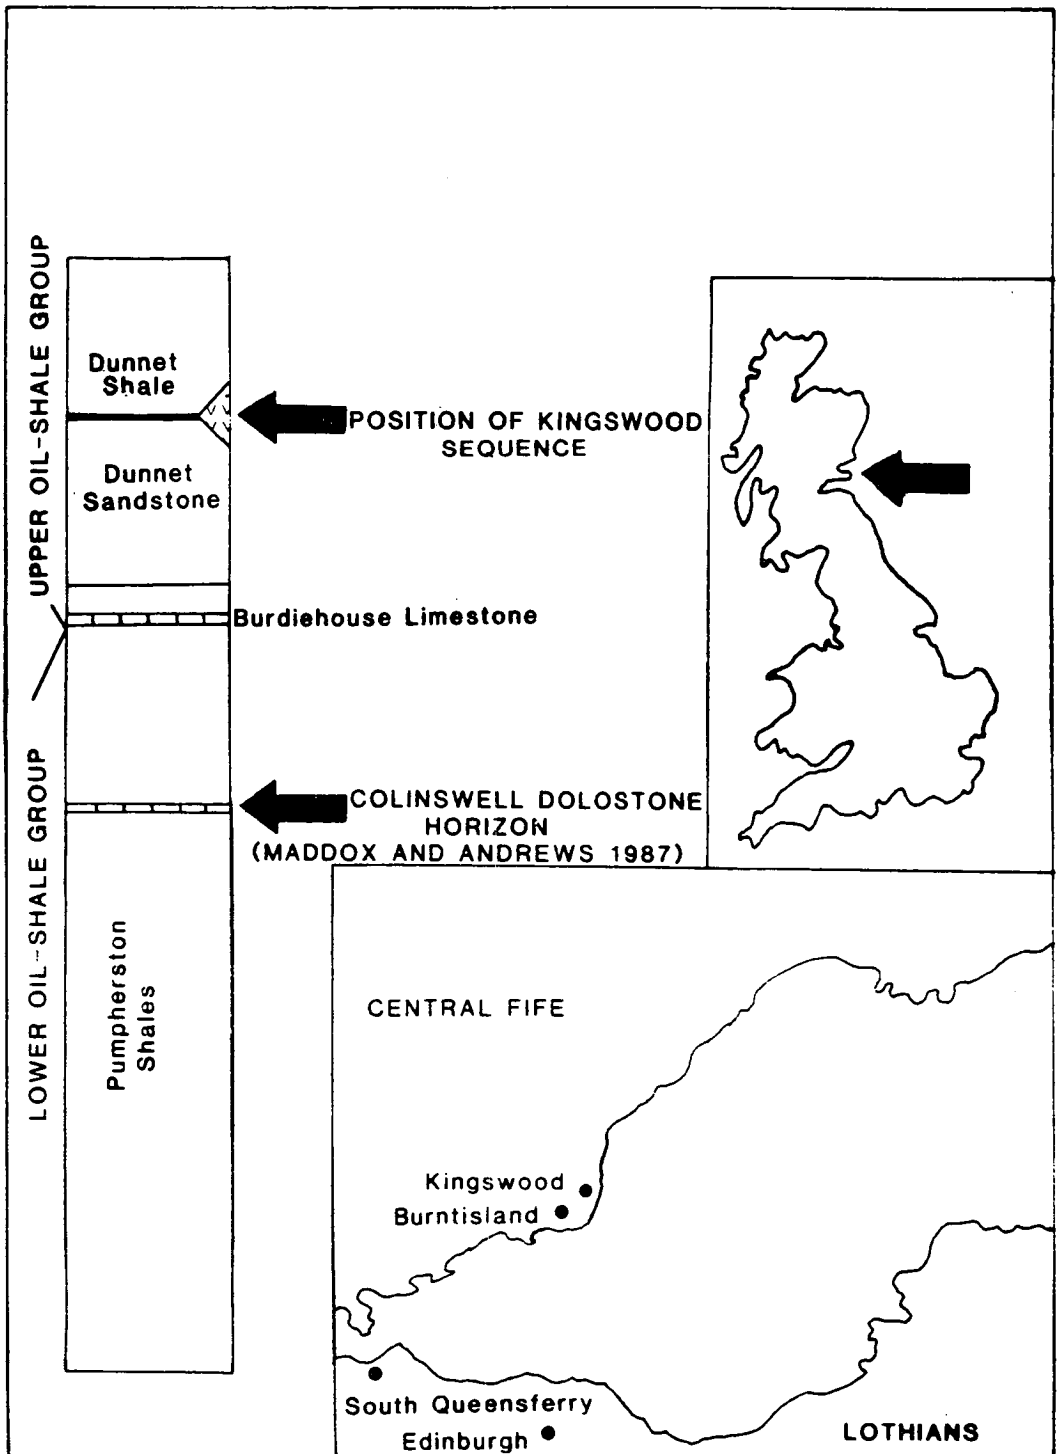 UPPER OIL-SHALE GROUP
Dunnet
Shale
POSITION OF KINGSWOOD
SEQUENCE
Dunnet
Sandstone
Burdiehouse Limestone
LOWER OIL-SHALE GROUP
COLINSWELL DOLOSTONE
HORIZON
(MADDOX AND ANDREWS 1987)
Pumpherston
Shales
CENTRAL FIFE
Kingswood
Burntisland
South Queensferry
Edinburgh
LOTHIANS